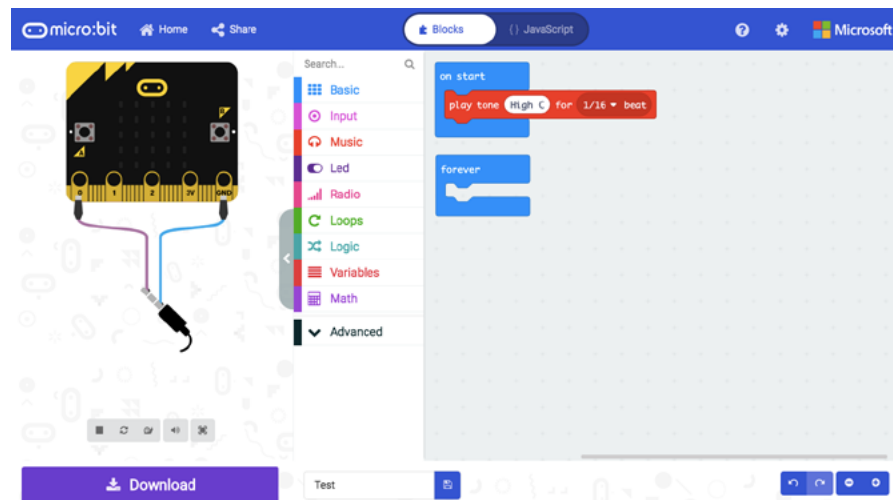 micro:bit Home Share Blocks {} JavaScript ? Microsoft
Search...
Basic
Input
Music
Led
Radio
Loops
Logic
Variables
Math
Advanced
on start
play tone High C for 1/16 beat
forever
B
A
0 1 2 3V GND
Download
Test